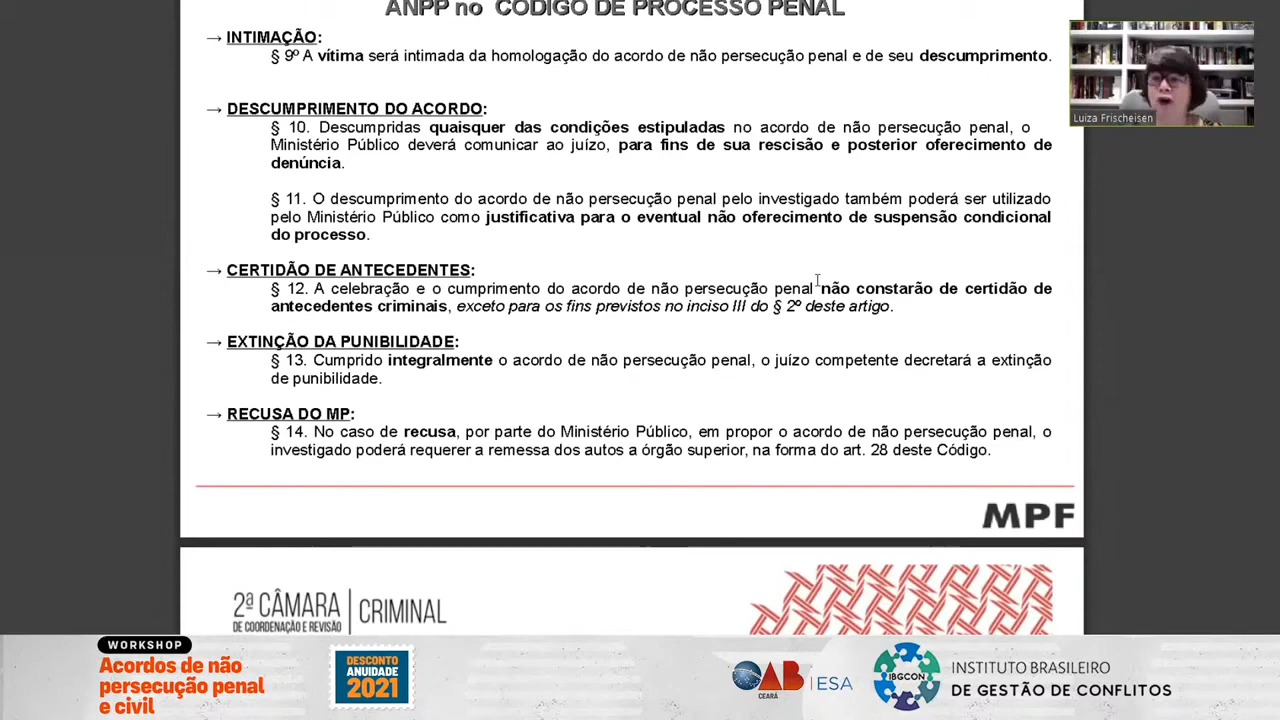 ANPP no CÓDIGO DE PROCESSO PENAL
→ INTIMAÇÃO:
§ 9º A vítima será intimada da homologação do acordo de não persecução penal e de seu descumprimento.
→ DESCUMPRIMENTO DO ACORDO:
§ 10. Descumpridas quaisquer das condições estipuladas no acordo de não persecução penal, o
Ministério Público deverá comunicar ao juízo, para fins de sua rescisão e posterior oferecimento de
denúncia.
§ 11. O descumprimento do acordo de não persecução penal pelo investigado também poderá ser utilizado
pelo Ministério Público como justificativa para o eventual não oferecimento de suspensão condicional
do processo.
→ CERTIDÃO DE ANTECEDENTES:
§ 12. A celebração e o cumprimento do acordo de não persecução penal não constarão de certidão de
antecedentes criminais, exceto para os fins previstos no inciso III do § 2º deste artigo.
→ EXTINÇÃO DA PUNIBILIDADE:
§ 13. Cumprido integralmente o acordo de não persecução penal, o juízo competente decretará a extinção
de punibilidade.
→ RECUSA DO MP:
§ 14. No caso de recusa, por parte do Ministério Público, em propor o acordo de não persecução penal, o
investigado poderá requerer a remessa dos autos a órgão superior, na forma do art. 28 deste Código.
MPF
Luiza Frischeisen
2ª CÂMARA
DE COORDENAÇÃO E REVISÃO
CRIMINAL
WORKSHOP
Acordos de não
persecução penal
e civil
DESCONTO
ANUIDADE
2021
OAB
CEARÁ
ESA
IBGCON
INSTITUTO BRASILEIRO
DE GESTÃO DE CONFLITOS